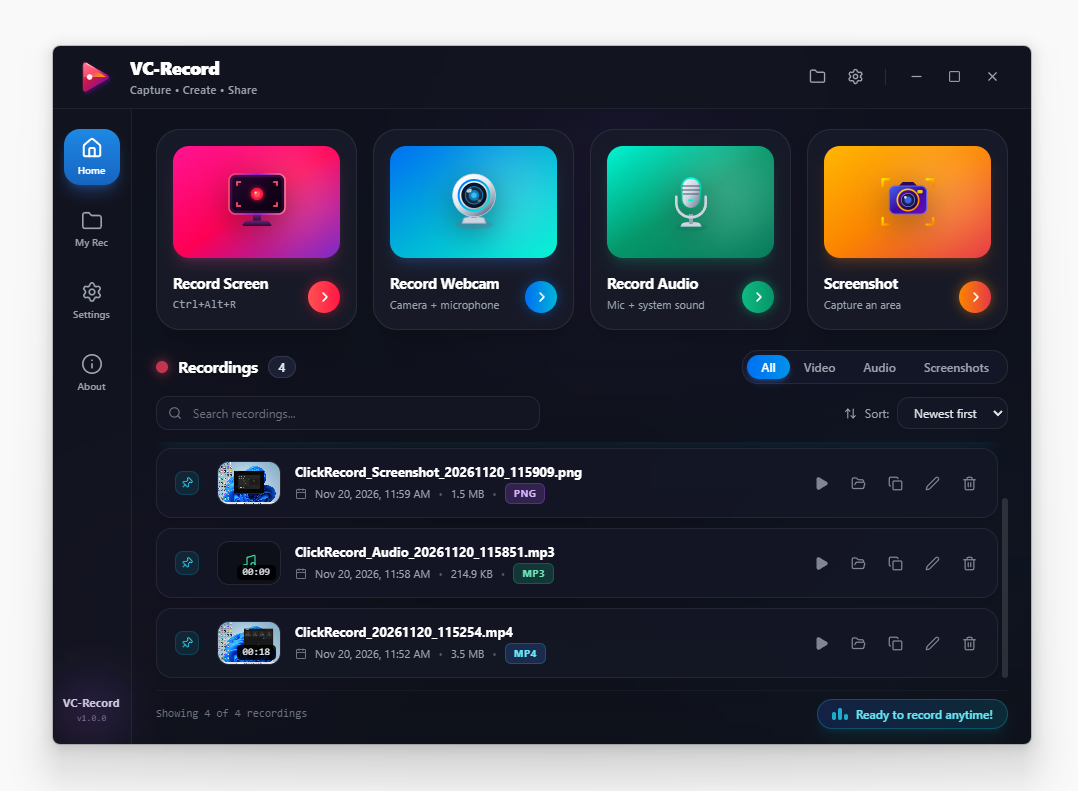 VC-Record
Capture • Create • Share
Home
My Rec
Settings
About
Record Screen
Ctrl+Alt+R
Record Webcam
Camera + microphone
Record Audio
Mic + system sound
Screenshot
Capture an area
Recordings 4
All Video Audio Screenshots
Search recordings...
Sort: Newest first
ClickRecord_Screenshot_20261120_115909.png
Nov 20, 2026, 11:59 AM • 1.5 MB • PNG
00:09
ClickRecord_Audio_20261120_115851.mp3
Nov 20, 2026, 11:58 AM • 214.9 KB • MP3
00:18
ClickRecord_20261120_115254.mp4
Nov 20, 2026, 11:52 AM • 3.5 MB • MP4
VC-Record
v1.0.0
Showing 4 of 4 recordings
Ready to record anytime!